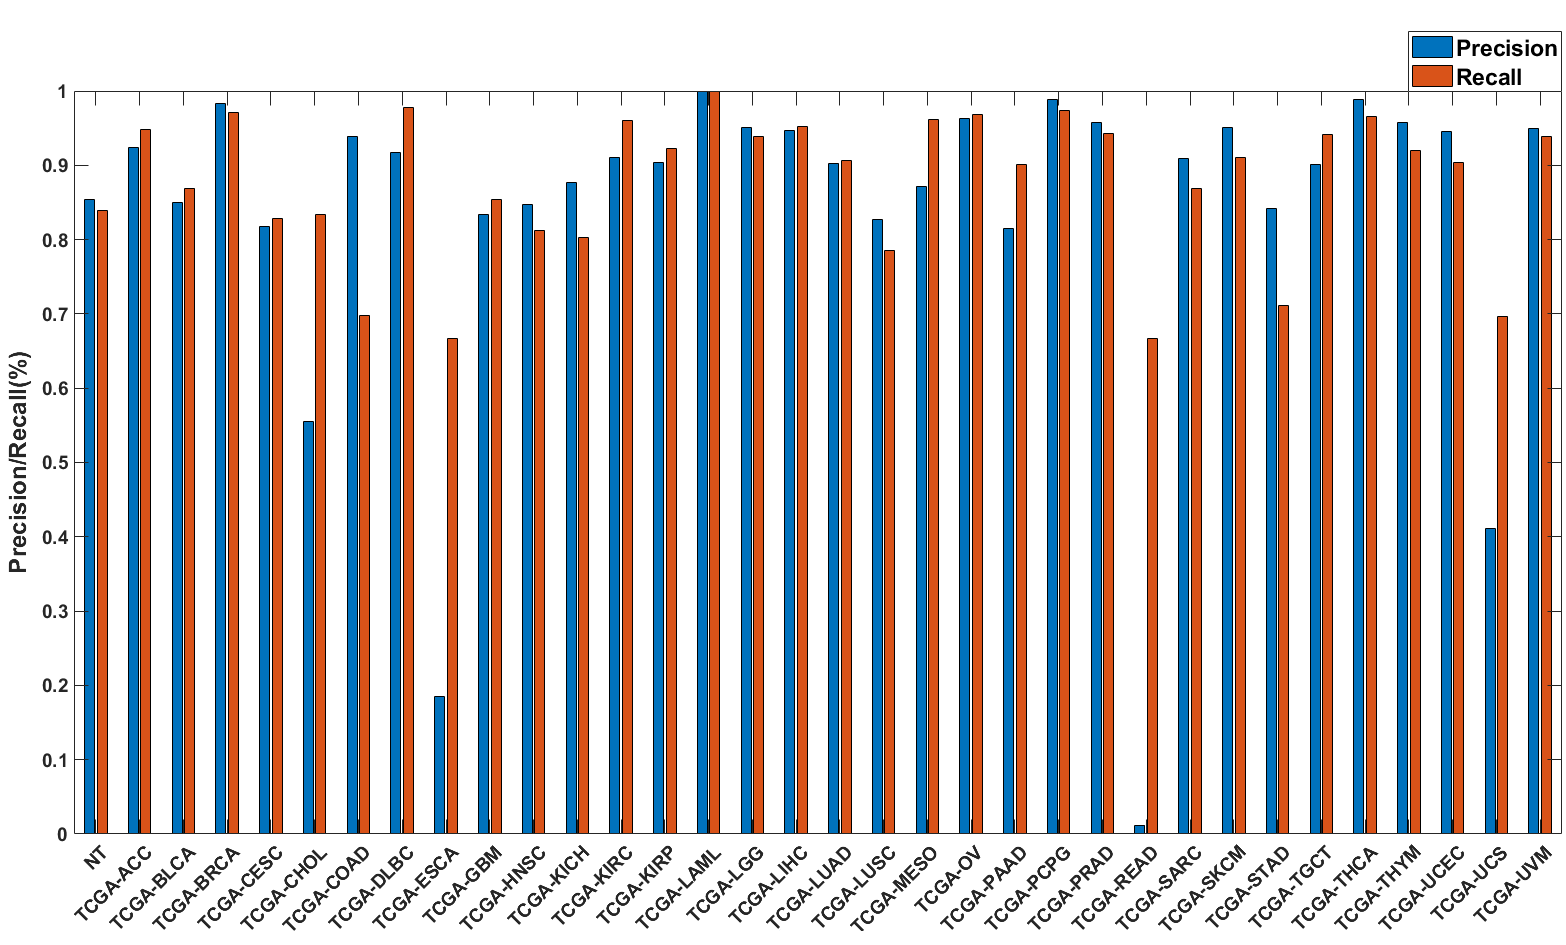 Precision
Recall
Precision/Recall(%)
1
0.9
0.8
0.7
0.6
0.5
0.4
0.3
0.2
0.1
0
NT
TCGA-ACC
TCGA-BLCA
TCGA-BRCA
TCGA-CESC
TCGA-CHOL
TCGA-COAD
TCGA-DLBC
TCGA-ESCA
TCGA-GBM
TCGA-HNSC
TCGA-KICH
TCGA-KIRC
TCGA-KIRP
TCGA-LAML
TCGA-LGG
TCGA-LIHC
TCGA-LUAD
TCGA-LUSC
TCGA-MESO
TCGA-OV
TCGA-PAAD
TCGA-PCPG
TCGA-PRAD
TCGA-READ
TCGA-SARC
TCGA-SKCM
TCGA-STAD
TCGA-TGCT
TCGA-THCA
TCGA-THYM
TCGA-UCEC
TCGA-UCS
TCGA-UVM